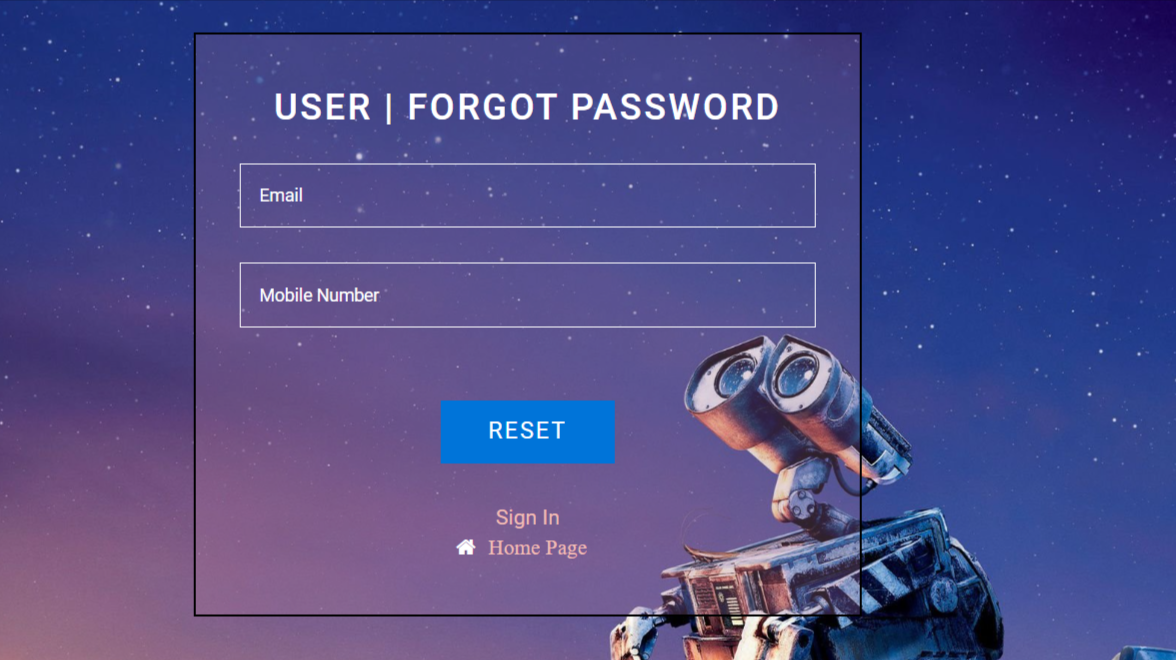 USER | FORGOT PASSWORD
Email
Mobile Number
RESET
Sign In
Home Page